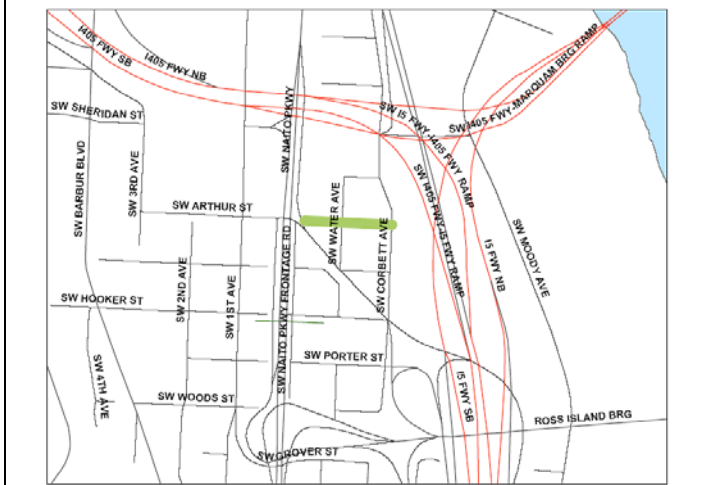 I405 FWY SB
I405 FWY NB
SW NAITO PKWY
SW I5 FWY-I405 FWY RAMP
SW I405 FWY-MARQUAM BRG RAMP
SW SHERIDAN ST
SW BARBUR BLVD
SW 3RD AVE
SW ARTHUR ST
SW WATER AVE
SW CORBETT AVE
SW I405 FWY-I5 FWY RAMP
I5 FWY NB
SW MOODY AVE
SW 2ND AVE
SW 1ST AVE
SW NAITO PKWY FRONTAGE RD
SW HOOKER ST
SW 4TH AVE
SW PORTER ST
I5 FWY SB
SW WOODS ST
ROSS ISLAND BRG
SW GROVER ST